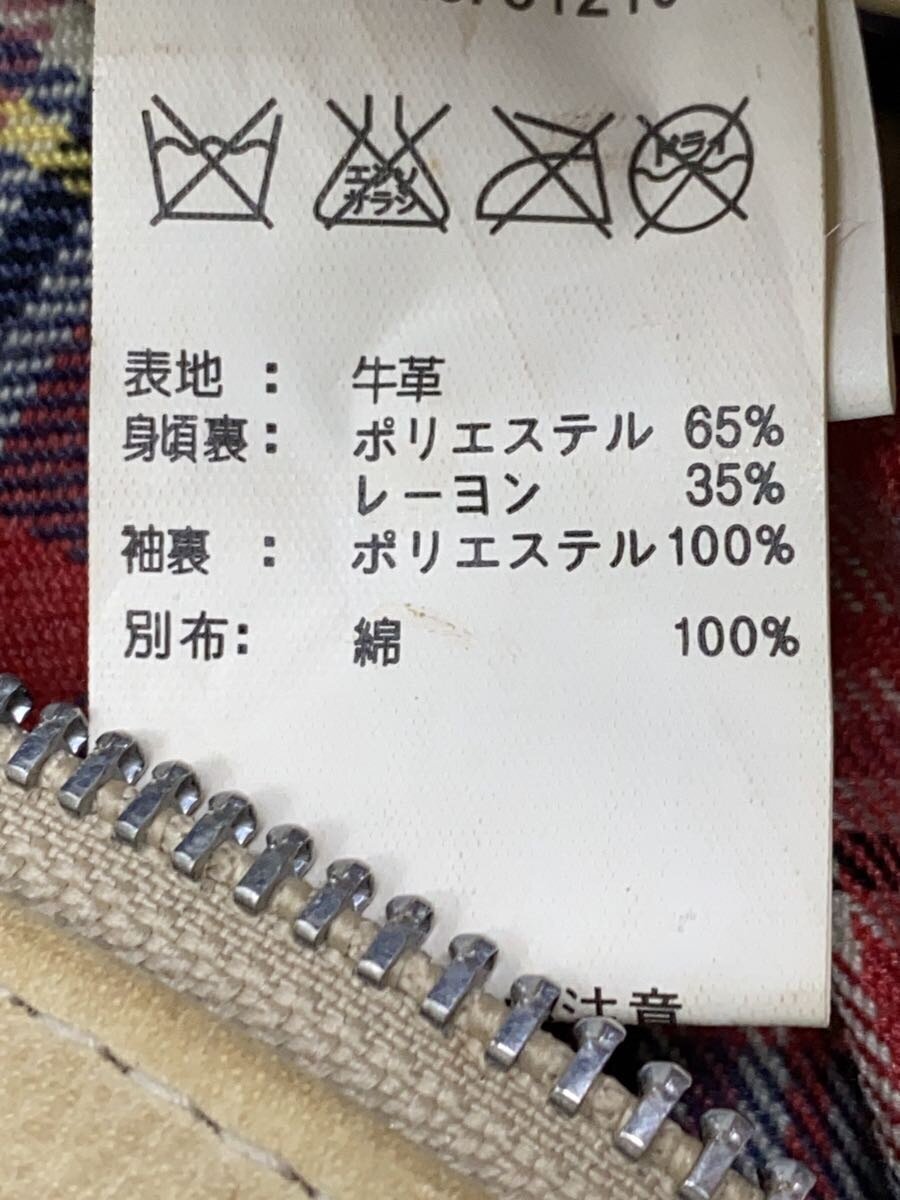 エンソ
サラシ
ドライ
表地 : 牛革
身頃裏: ポリエステル 65%
レーヨン 35%
袖裏 : ポリエステル100%
別布: 綿 100%
注意